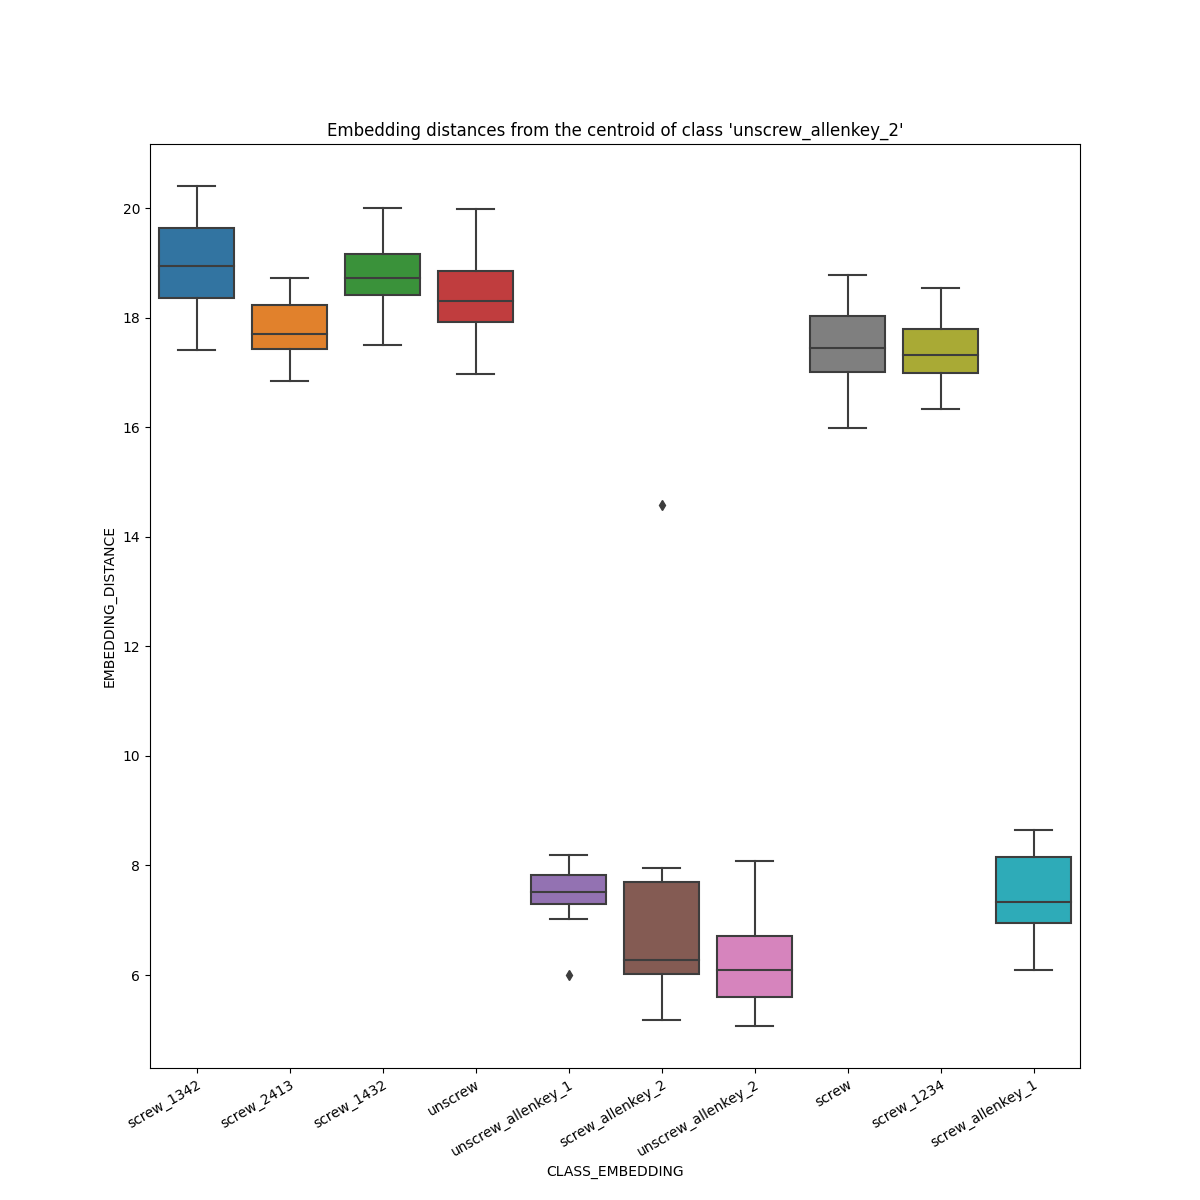 Embedding distances from the centroid of class 'unscrew_allenkey_2'
20
18
16
14
12
10
8
6
EMBEDDING_DISTANCE
screw_1342
screw_2413
screw_1432
unscrew
unscrew_allenkey_1
screw_allenkey_2
unscrew_allenkey_2
screw
screw_1234
screw_allenkey_1
CLASS_EMBEDDING